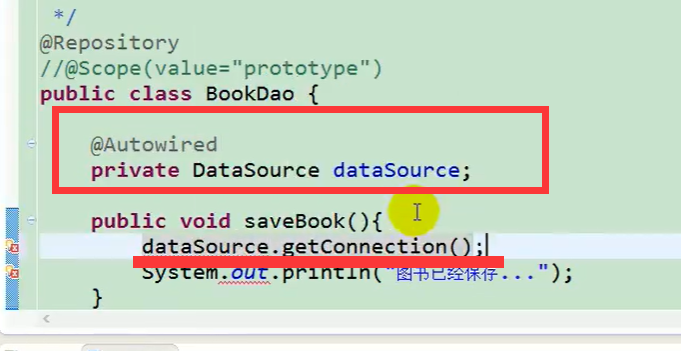 */
@Repository
//@Scope(value="prototype")
public class BookDao {
@Autowired
private DataSource dataSource;
public void saveBook(){
dataSource.getConnection();
System.out.println("图书已经保存...");
}